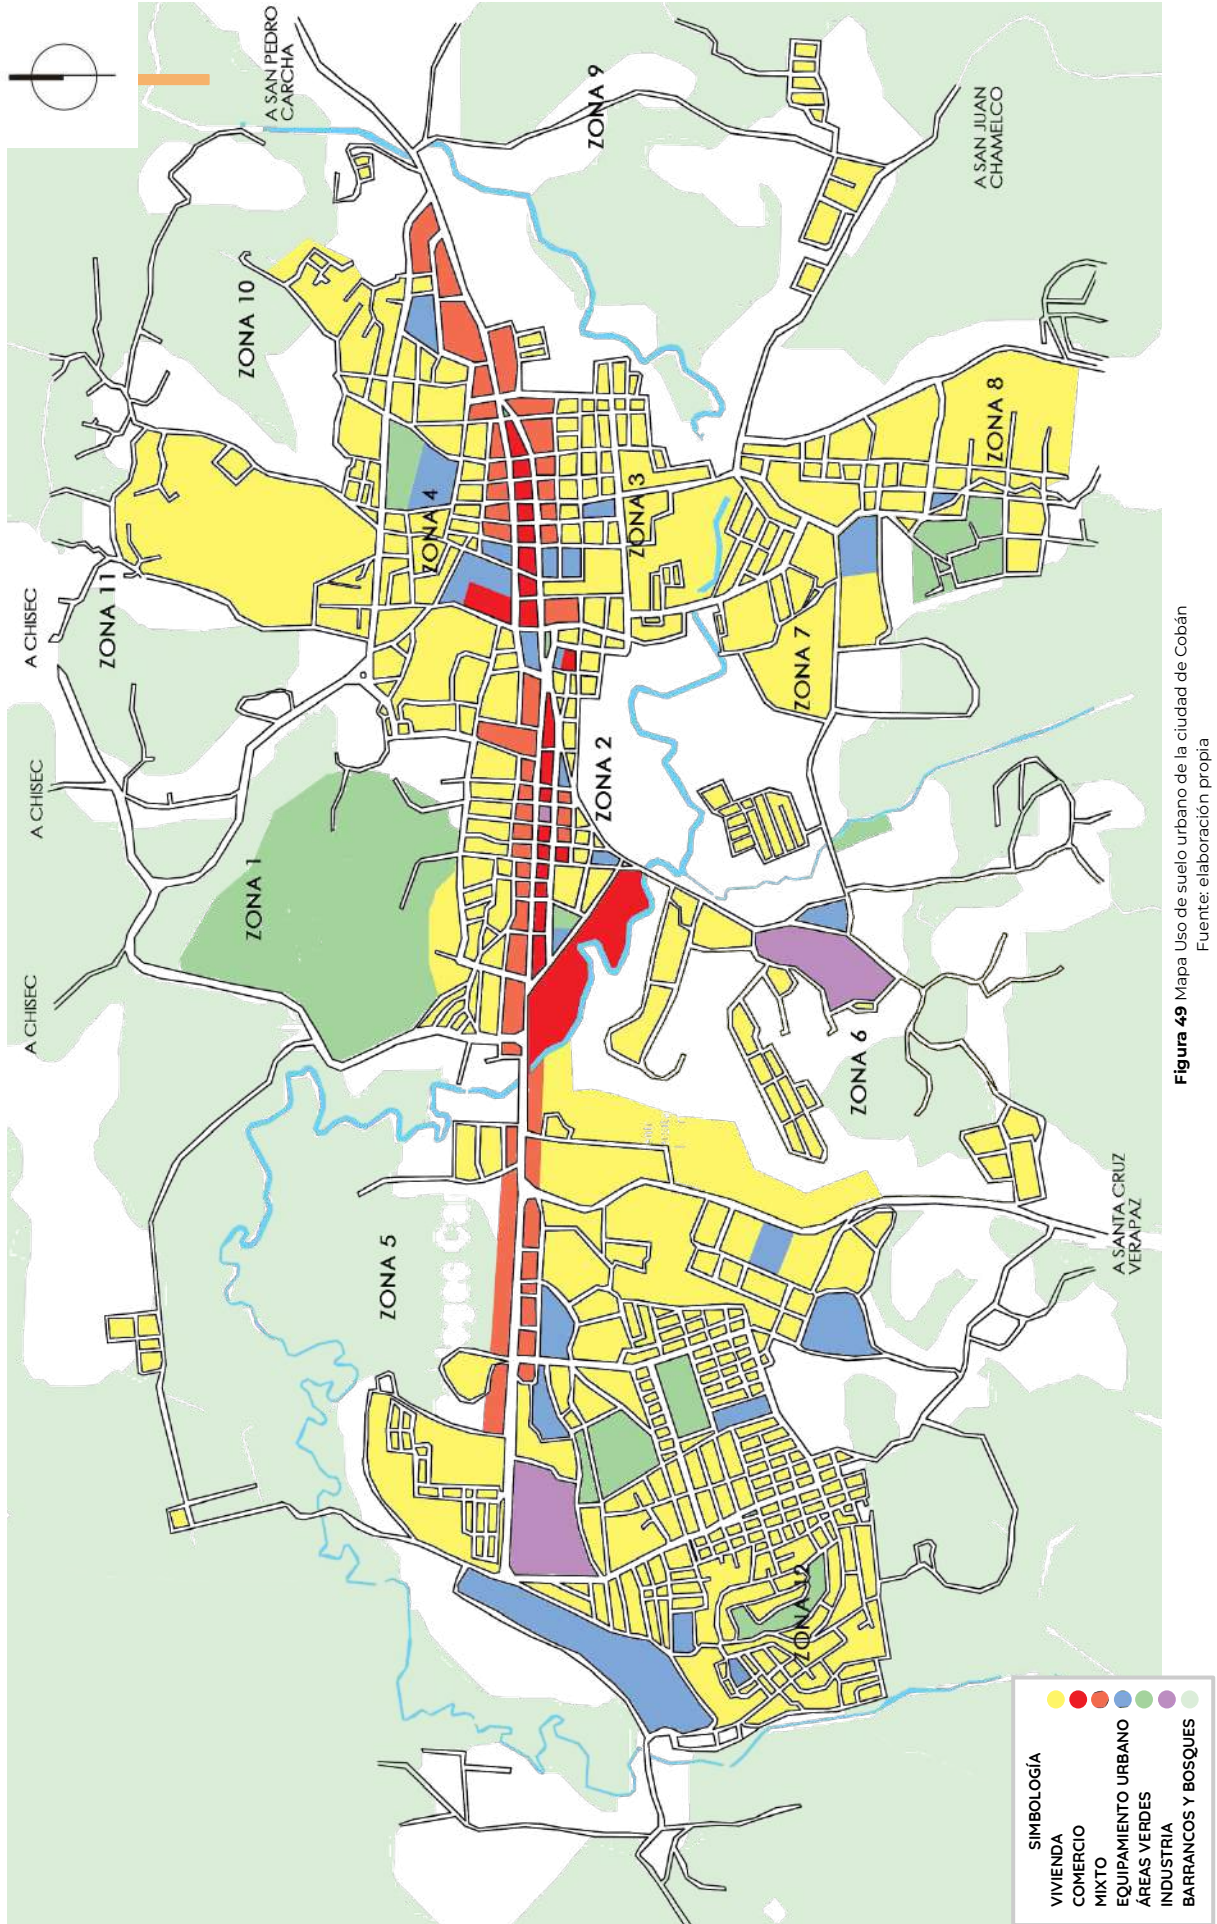 A CHISEC
A CHISEC
A CHISEC
ZONA 11
ZONA 1
ZONA 10
A SAN PEDRO
CARCHA
ZONA 5
ZONA 4
ZONA 2
ZONA 3
ZONA 9
ZONA 12
ZONA 6
ZONA 7
ZONA 8
A SAN JUAN
CHAMELCO
A SANTA CRUZ
VERAPAZ
SIMBOLOGÍA
VIVIENDA
COMERCIO
MIXTO
EQUIPAMIENTO URBANO
ÁREAS VERDES
INDUSTRIA
BARRANCOS Y BOSQUES
Figura 49 Mapa Uso de suelo urbano de la ciudad de Cobán
Fuente: elaboración propia